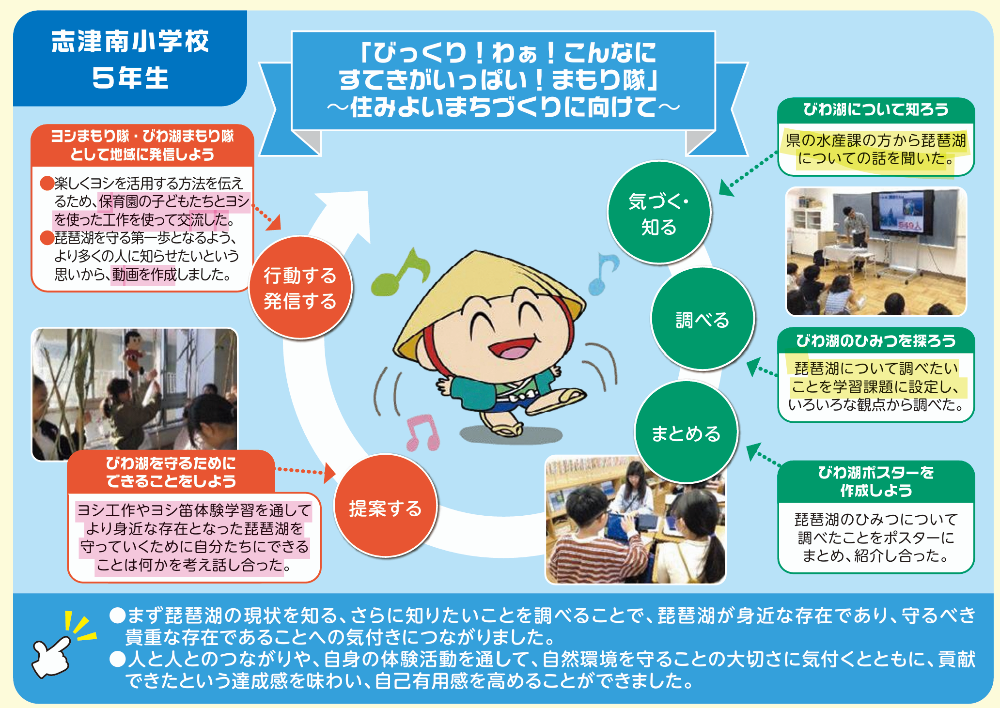 志津南小学校
5年生
「びっくり！わぁ！こんなに
すてきがいっぱい！まもり隊」
～住みよいまちづくりに向けて～
びわ湖について知ろう
県の水産課の方から琵琶湖
についての話を聞いた。
気づく・
知る
549人
調べる
びわ湖のひみつを探ろう
琵琶湖について調べたい
ことを学習課題に設定し、
いろいろな観点から調べた。
まとめる
びわ湖ポスターを
作成しよう
琵琶湖のひみつについて
調べたことをポスターに
まとめ、紹介し合った。
提案する
びわ湖を守るために
できることをしよう
ヨシ工作やヨシ笛体験学習を通して
より身近な存在となった琵琶湖を
守っていくために自分たちにできる
ことは何かを考え話し合った。
行動する
発信する
ヨシまもり隊・びわ湖まもり隊
として地域に発信しよう
●楽しくヨシを活用する方法を伝え
るため、保育園の子どもたちとヨシ
を使った工作を使って交流した。
●琵琶湖を守る第一歩となるよう、
より多くの人に知らせたいという
思いから、動画を作成しました。
●まず琵琶湖の現状を知る、さらに知りたいことを調べることで、琵琶湖が身近な存在であり、守るべき
貴重な存在であることへの気付きにつながりました。
●人と人とのつながりや、自身の体験活動を通して、自然環境を守ることの大切さに気付くとともに、貢献
できたという達成感を味わい、自己有用感を高めることができました。